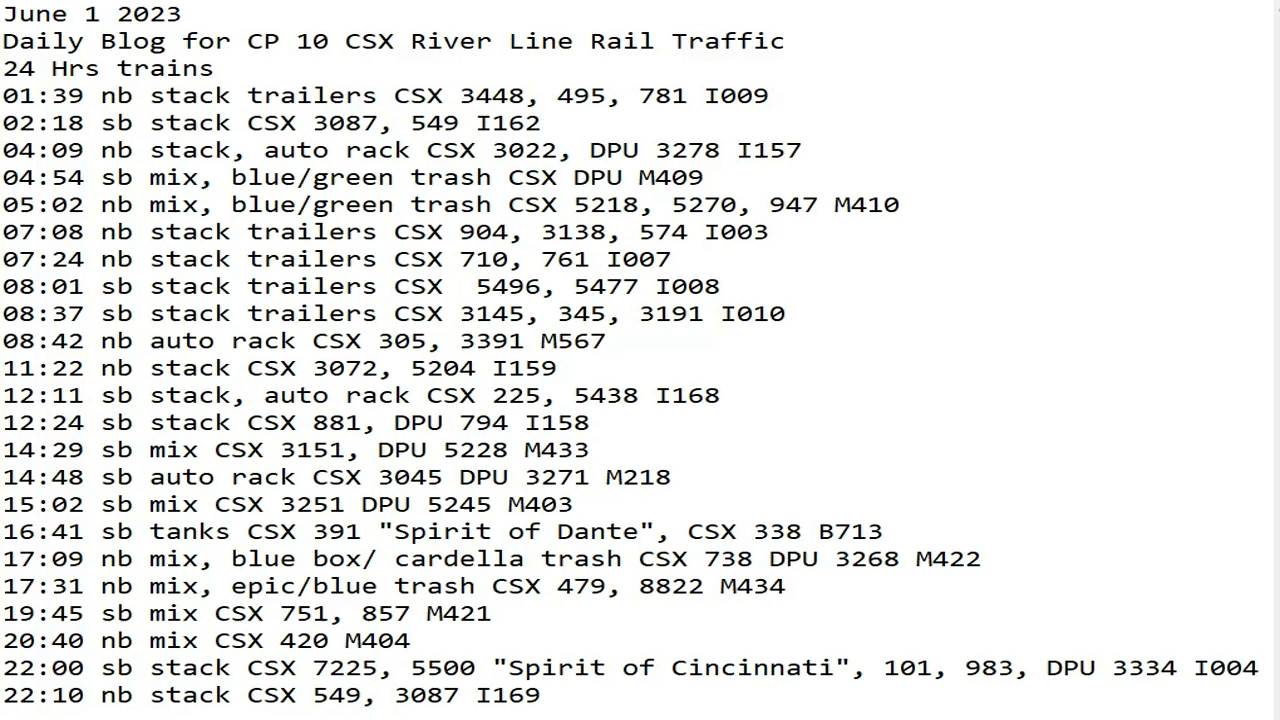 June 1 2023
Daily Blog for CP 10 CSX River Line Rail Traffic
24 Hrs trains
01:39 nb stack trailers CSX 3448, 495, 781 I009
02:18 sb stack CSX 3087, 549 I162
04:09 nb stack, auto rack CSX 3022, DPU 3278 I157
04:54 sb mix, blue/green trash CSX DPU M409
05:02 nb mix, blue/green trash CSX 5218, 5270, 947 M410
07:08 nb stack trailers CSX 904, 3138, 574 I003
07:24 nb stack trailers CSX 710, 761 I007
08:01 sb stack trailers CSX  5496, 5477 I008
08:37 sb stack trailers CSX 3145, 345, 3191 I010
08:42 nb auto rack CSX 305, 3391 M567
11:22 nb stack CSX 3072, 5204 I159
12:11 sb stack, auto rack CSX 225, 5438 I168
12:24 sb stack CSX 881, DPU 794 I158
14:29 sb mix CSX 3151, DPU 5228 M433
14:48 sb auto rack CSX 3045 DPU 3271 M218
15:02 sb mix CSX 3251 DPU 5245 M403
16:41 sb tanks CSX 391 "Spirit of Dante", CSX 338 B713
17:09 nb mix, blue box/ cardella trash CSX 738 DPU 3268 M422
17:31 nb mix, epic/blue trash CSX 479, 8822 M434
19:45 sb mix CSX 751, 857 M421
20:40 nb mix CSX 420 M404
22:00 sb stack CSX 7225, 5500 "Spirit of Cincinnati", 101, 983, DPU 3334 I004
22:10 nb stack CSX 549, 3087 I169